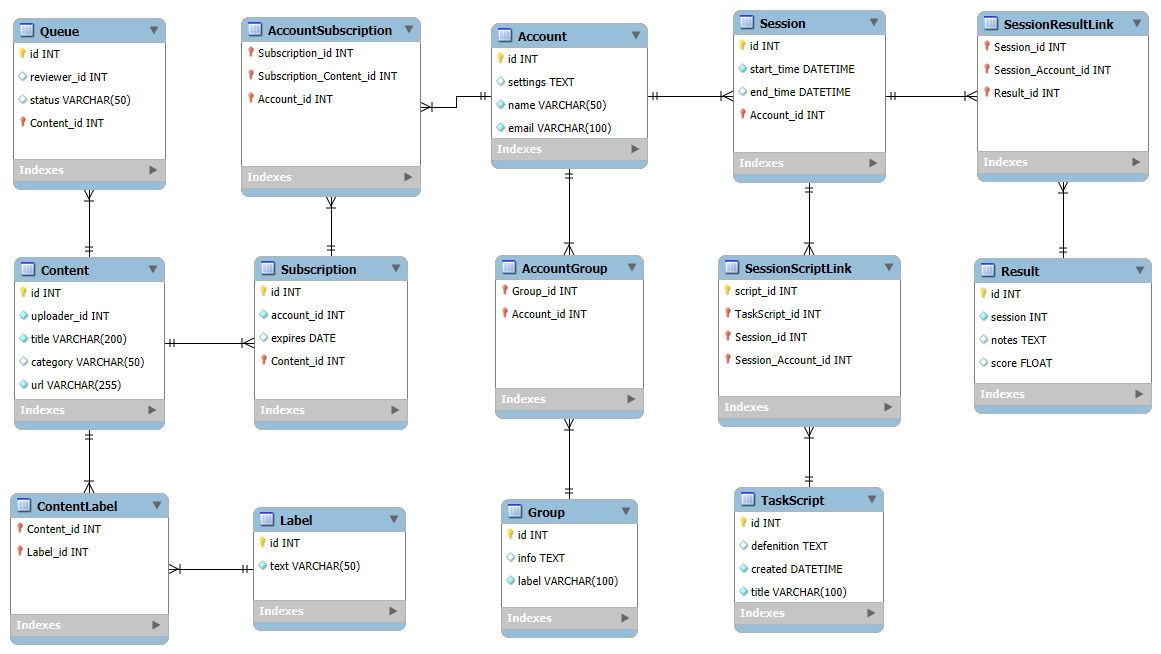 Queue
id INT
reviewer_id INT
status VARCHAR(50)
Content_id INT
Indexes
AccountSubscription
Subscription_id INT
Subscription_Content_id INT
Account_id INT
Indexes
Account
id INT
settings TEXT
name VARCHAR(50)
email VARCHAR(100)
Indexes
Session
id INT
start_time DATETIME
end_time DATETIME
Account_id INT
Indexes
SessionResultLink
Session_id INT
Session_Account_id INT
Result_id INT
Indexes
Content
id INT
uploader_id INT
title VARCHAR(200)
category VARCHAR(50)
url VARCHAR(255)
Indexes
Subscription
id INT
account_id INT
expires DATE
Content_id INT
Indexes
AccountGroup
Group_id INT
Account_id INT
Indexes
SessionScriptLink
script_id INT
TaskScript_id INT
Session_id INT
Session_Account_id INT
Indexes
Result
id INT
session INT
notes TEXT
score FLOAT
Indexes
ContentLabel
Content_id INT
Label_id INT
Indexes
Label
id INT
text VARCHAR(50)
Indexes
Group
id INT
info TEXT
label VARCHAR(100)
Indexes
TaskScript
id INT
defenition TEXT
created DATETIME
title VARCHAR(100)
Indexes